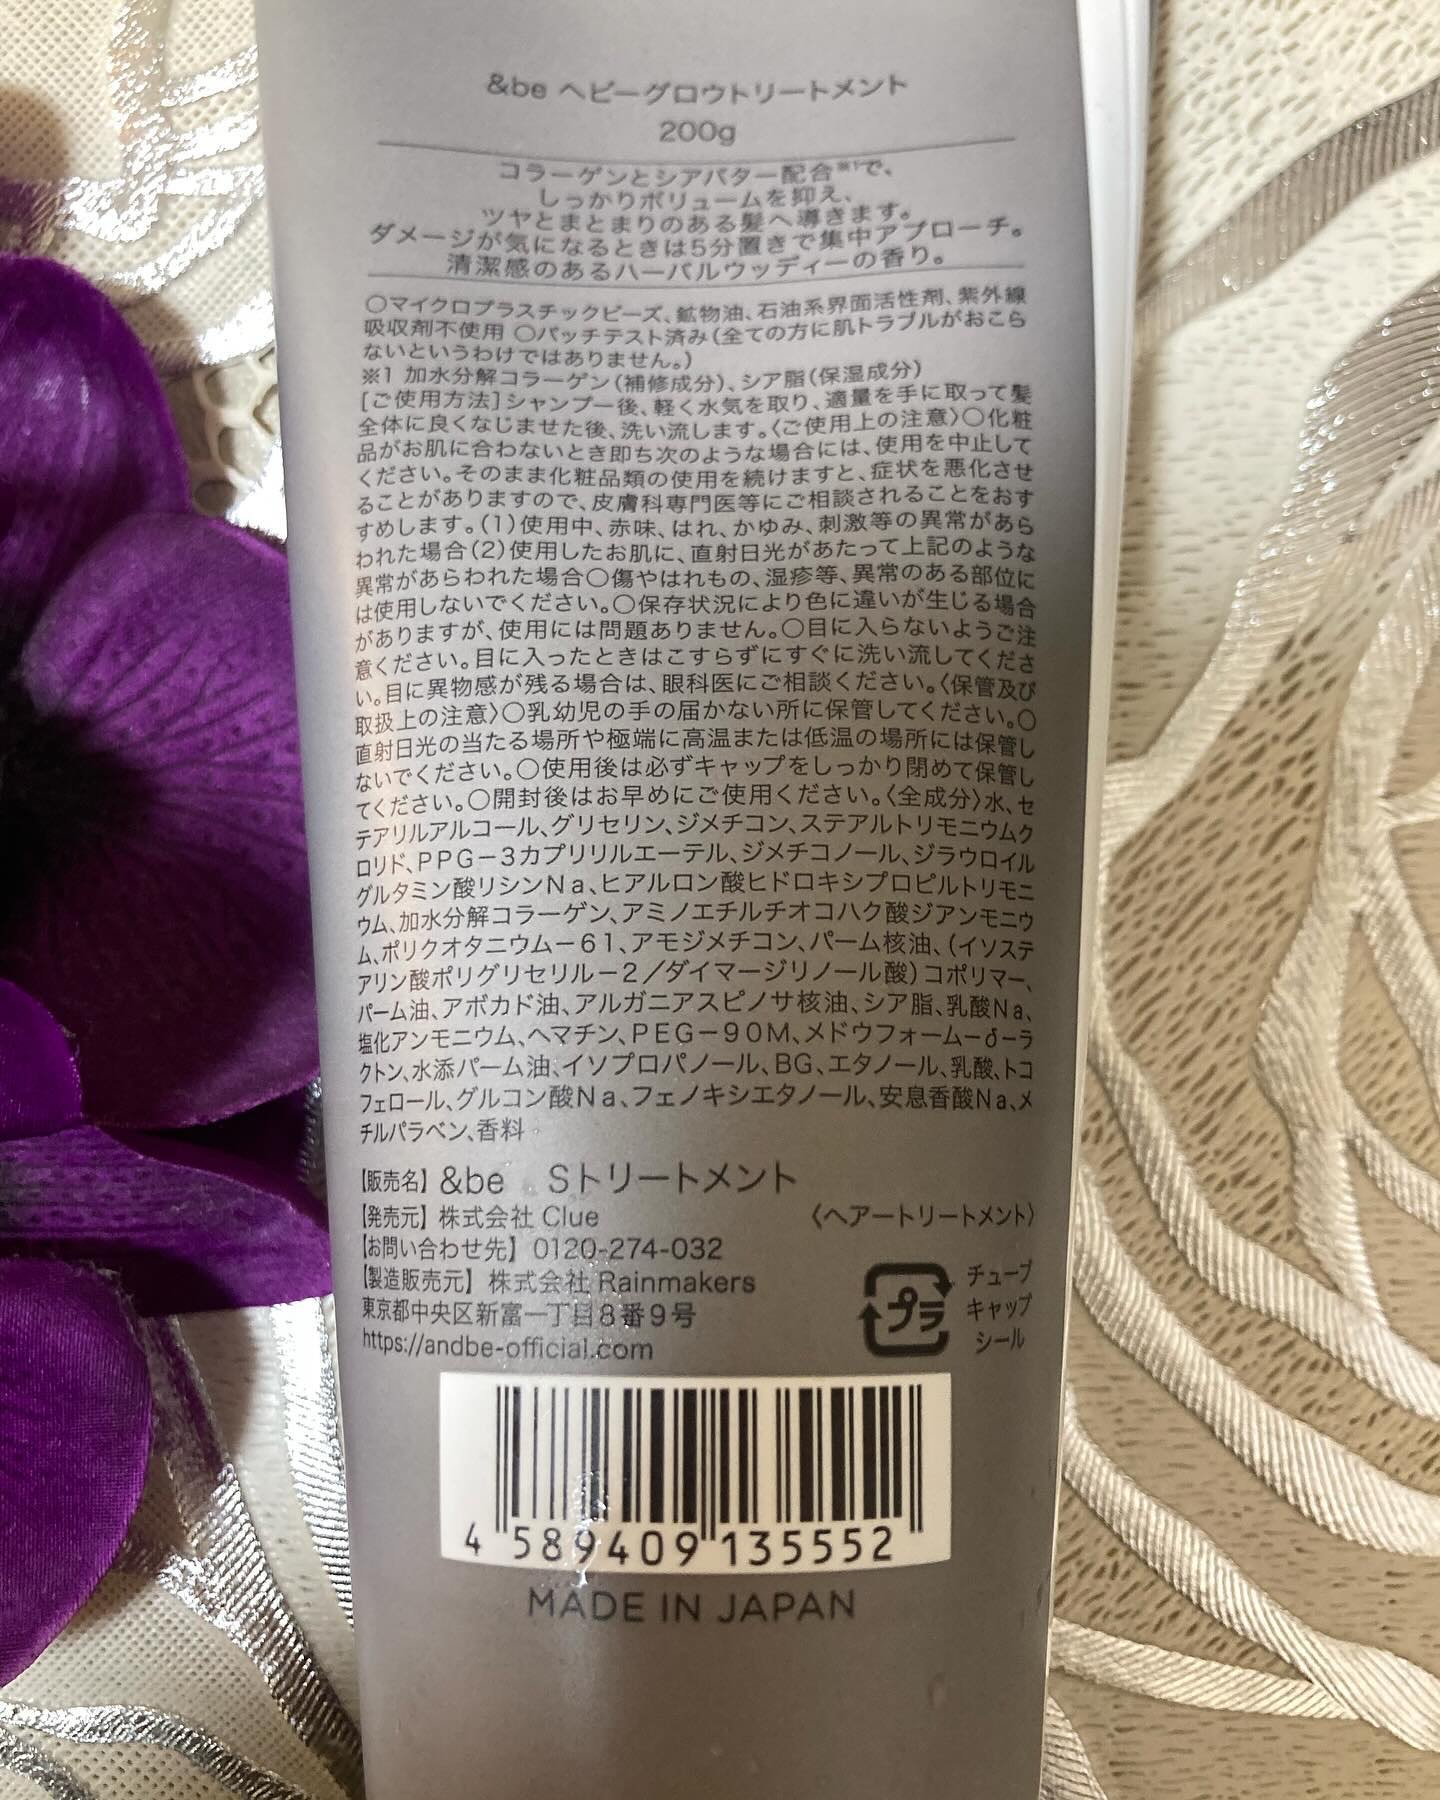 &be ヘビーグロウトリートメント
200g
コラーゲンとシアバター配合※1で、
しっかりボリュームを抑え、
ツヤとまとまりのある髪へ導きます。
ダメージが気になるときは5分置きで集中アプローチ。
清潔感のあるハーバルウッディーの香り。
○マイクロプラスチックビーズ、鉱物油、石油系界面活性剤、紫外線
吸収剤不使用 ○パッチテスト済み(全ての方に肌トラブルがおこら
ないというわけではありません。)
※1 加水分解コラーゲン(補修成分)、シア脂(保湿成分)
[ご使用方法]シャンプー後、軽く水気を取り、適量を手に取って髪
全体に良くなじませた後、洗い流します。〈ご使用上の注意〉○化粧
品がお肌に合わないとき即ち次のような場合には、使用を中止して
ください。そのまま化粧品類の使用を続けますと、症状を悪化させ
ることがありますので、皮膚科専門医等にご相談されることをおす
すめします。(1)使用中、赤味、はれ、かゆみ、刺激等の異常があら
われた場合(2)使用したお肌に、直射日光があたって上記のような
異常があらわれた場合○傷やはれもの、湿疹等、異常のある部位に
は使用しないでください。○保存状況により色に違いが生じる場合
がありますが、使用には問題ありません。○目に入らないようご注
意ください。目に入ったときはこすらずにすぐに洗い流してくださ
い。目に異物感が残る場合は、眼科医にご相談ください。〈保管及び
取扱上の注意〉○乳幼児の手の届かない所に保管してください。○
直射日光の当たる場所や極端に高温または低温の場所には保管し
ないでください。○使用後は必ずキャップをしっかり閉めて保管し
てください。○開封後はお早めにご使用ください。〈全成分〉水、セ
テアリルアルコール、グリセリン、ジメチコン、ステアルトリモニウムク
ロリド、PPG－3カプリリルエーテル、ジメチコノール、ジラウロイル
グルタミン酸リシンNa、ヒアルロン酸ヒドロキシプロピルトリモニ
ウム、加水分解コラーゲン、アミノエチルチオコハク酸ジアンモニウ
ム、ポリクオタニウム－61、アモジメチコン、パーム核油、(イソステ
アリン酸ポリグリセリル－2／ダイマージリノール酸)コポリマー、
パーム油、アボカド油、アルガニアスピノサ核油、シア脂、乳酸Na、
塩化アンモニウム、ヘマチン、PEG－90M、メドウフォーム－δ－ラ
クトン、水添パーム油、イソプロパノール、BG、エタノール、乳酸、トコ
フェロール、グルコン酸Na、フェノキシエタノール、安息香酸Na、メ
チルパラベン、香料
【販売名】&be Sトリートメント
【発売元】株式会社 Clue 〈ヘアートリートメント〉
【お問い合わせ先】0120-274-032
【製造販売元】株式会社 Rainmakers
東京都中央区新富一丁目8番9号
https://andbe-official.com
プラ
チューブ
キャップ
シール
4 589409 135552
MADE IN JAPAN